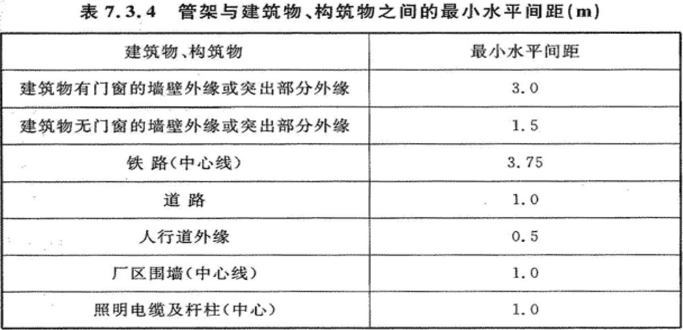 表 7.3.4 管架与建筑物、构筑物之间的最小水平间距(m)
建筑物、构筑物 最小水平间距
建筑物有门窗的墙壁外缘或突出部分外缘 3.0
建筑物无门窗的墙壁外缘或突出部分外缘 1.5
铁 路(中心线) 3.75
道 路 1.0
人行道外缘 0.5
厂区围墙(中心线) 1.0
照明电缆及杆柱(中心) 1.0